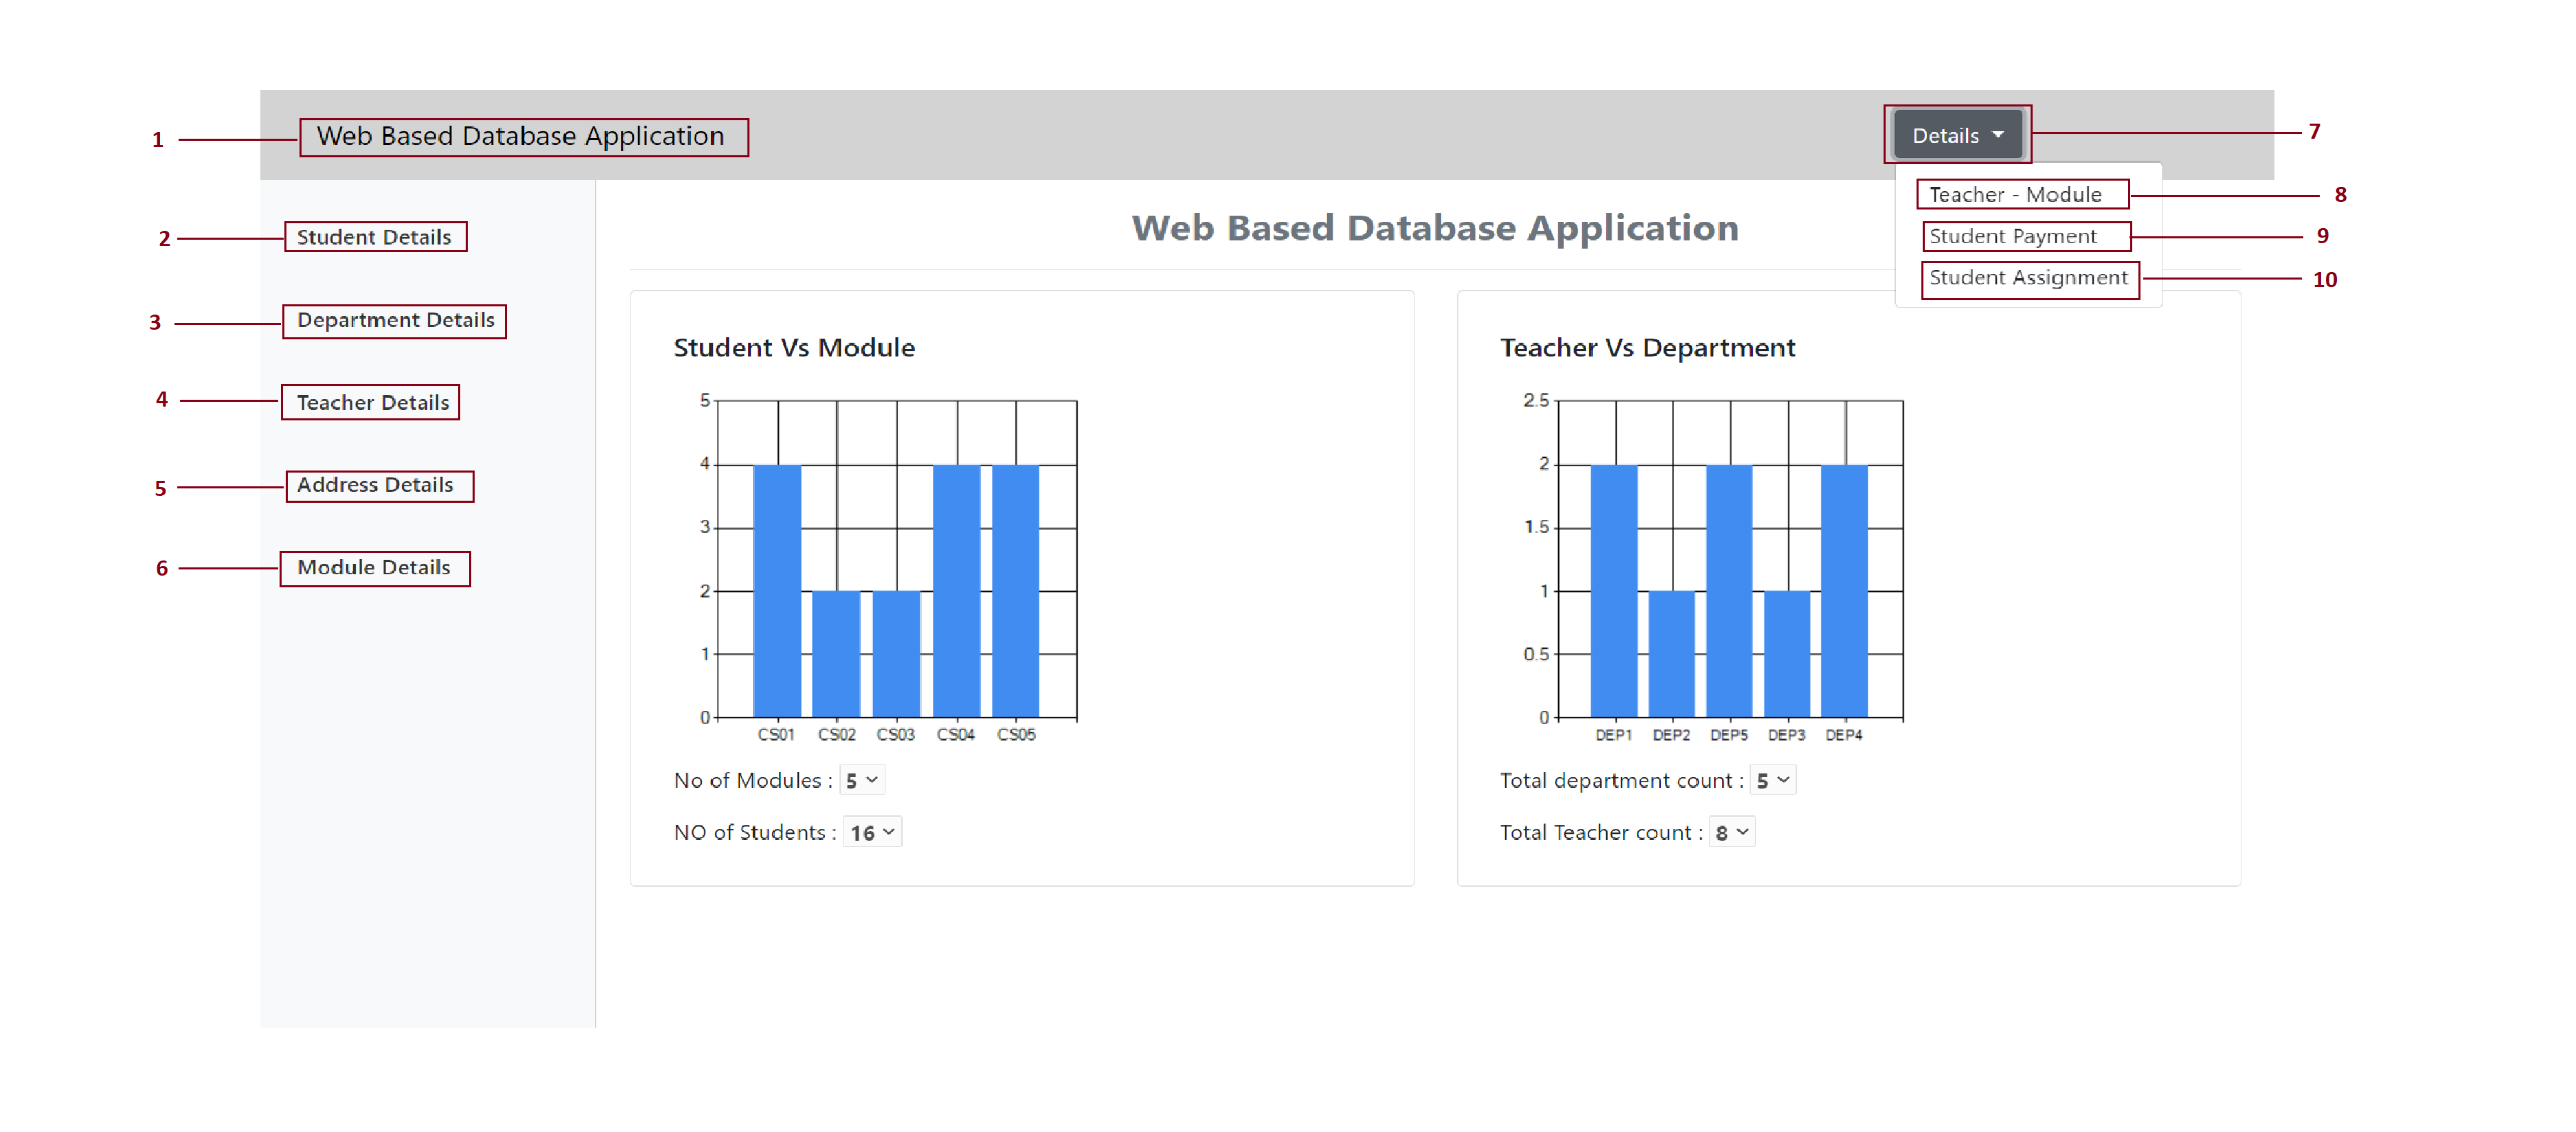 1 Web Based Database Application
Details 7
Teacher - Module 8
2 Student Details
Web Based Database Application
Student Payment 9
Student Assignment 10
3 Department Details
4 Teacher Details
5 Address Details
6 Module Details
Student Vs Module
5
4
3
2
1
0
CS01 CS02 CS03 CS04 CS05
No of Modules : 5
NO of Students : 16
Teacher Vs Department
2.5
2
1.5
1
0.5
0
DEP1 DEP2 DEP5 DEP3 DEP4
Total department count : 5
Total Teacher count : 8